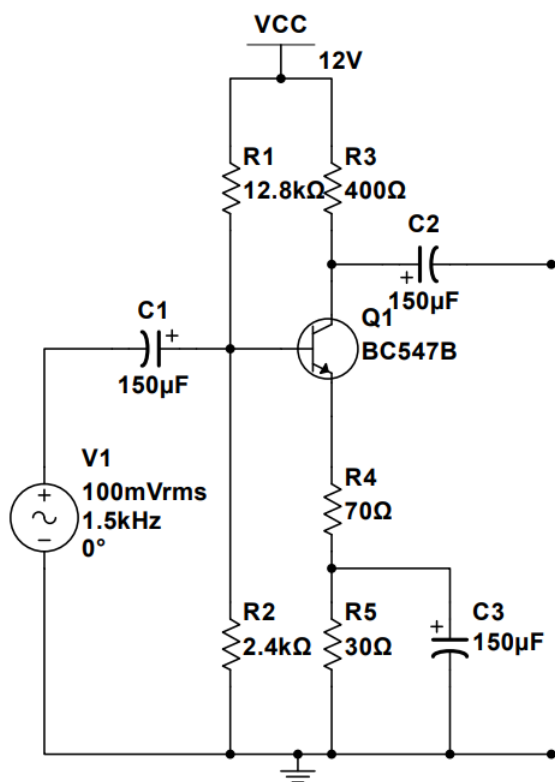 VCC
12V
R1
12.8kΩ
R3
400Ω
C2
+
150µF
Q1
BC547B
C1
+
150µF
V1
+
100mVrms
1.5kHz
0°
R4
70Ω
R2
2.4kΩ
R5
30Ω
C3
+
150µF